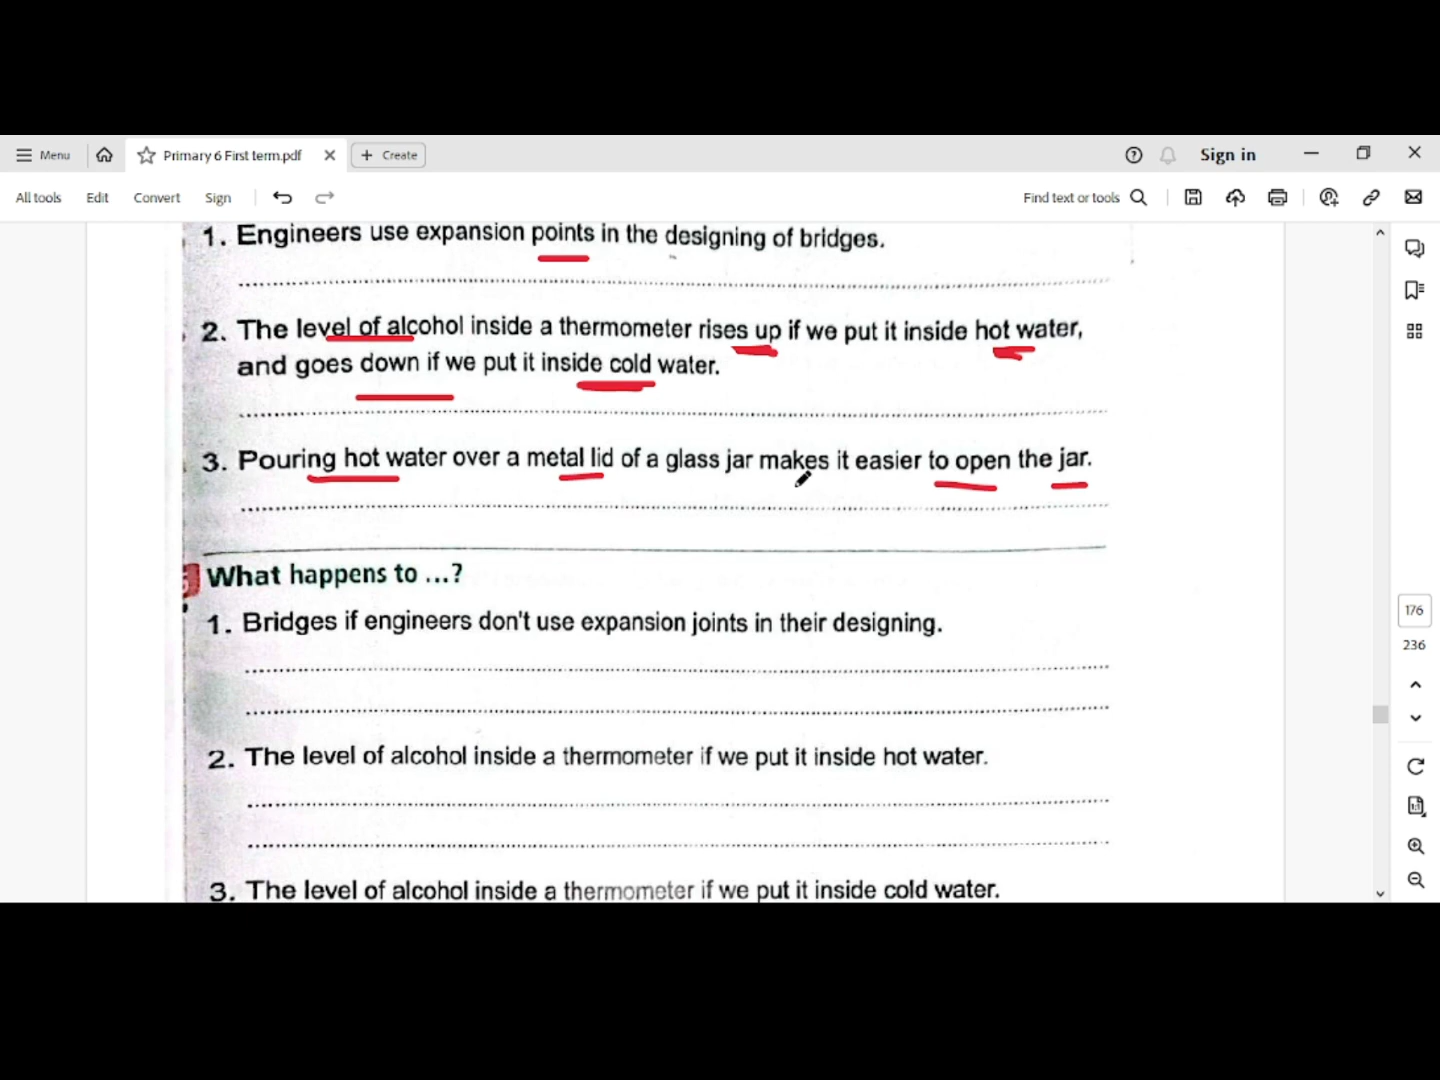 Menu
Primary 6 First term.pdf
Create
Sign in
All tools
Edit
Convert
Sign
Find text or tools
1. Engineers use expansion points in the designing of bridges.
2. The level of alcohol inside a thermometer rises up if we put it inside hot water,
and goes down if we put it inside cold water.
3. Pouring hot water over a metal lid of a glass jar makes it easier to open the jar.
What happens to ...?
1. Bridges if engineers don't use expansion joints in their designing.
2. The level of alcohol inside a thermometer if we put it inside hot water.
3. The level of alcohol inside a thermometer if we put it inside cold water.
176
236